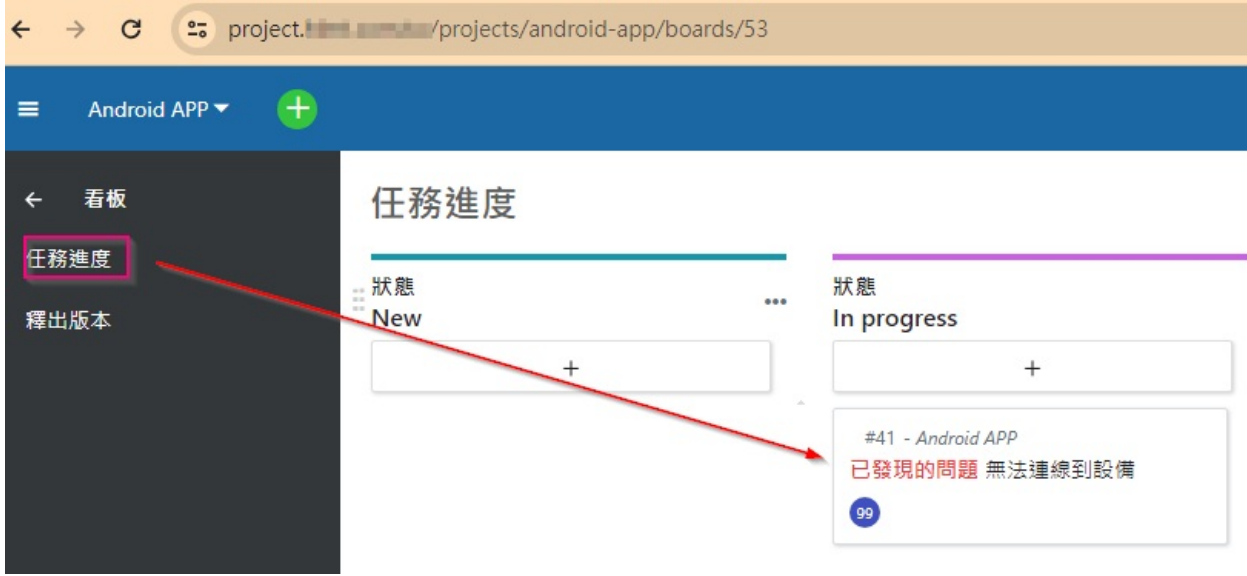 project. /projects/android-app/boards/53
Android APP
看板
任務進度
釋出版本
任務進度
狀態
New
+
狀態
In progress
+
#41 - Android APP
已發現的問題 無法連線到設備
99